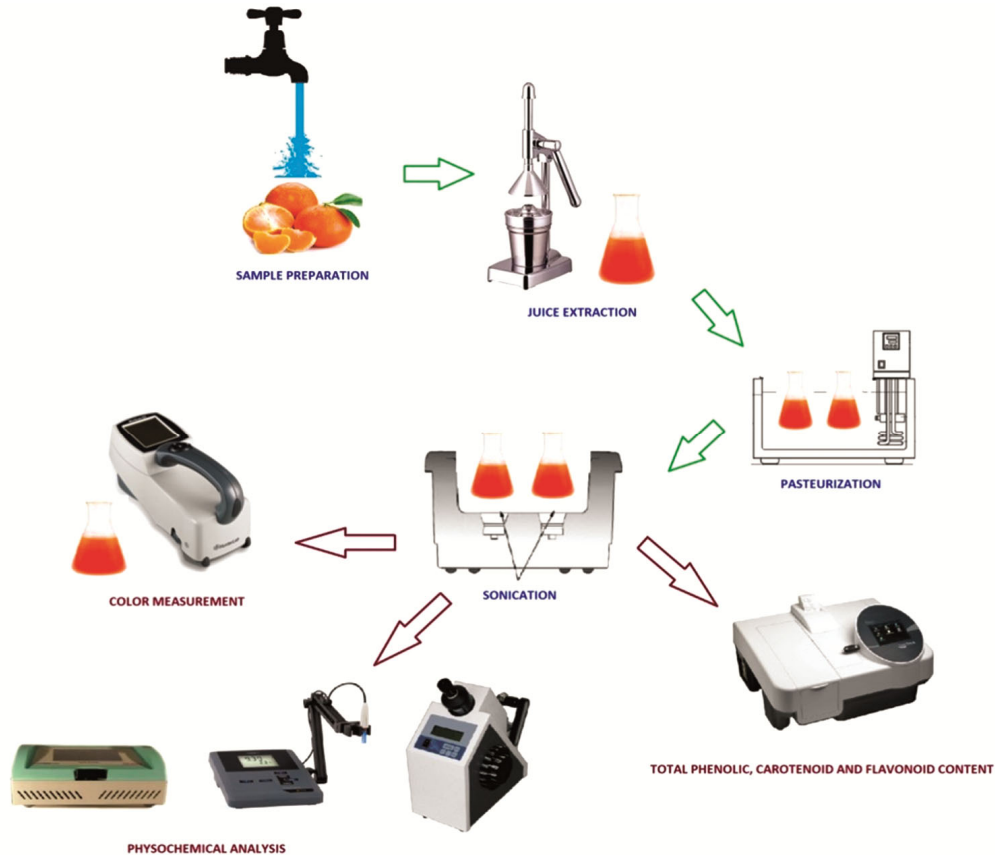 SAMPLE PREPARATION
JUICE EXTRACTION
PASTEURIZATION
SONICATION
COLOR MEASUREMENT
TOTAL PHENOLIC, CAROTENOID AND FLAVONOID CONTENT
PHYSOCHEMICAL ANALYSIS